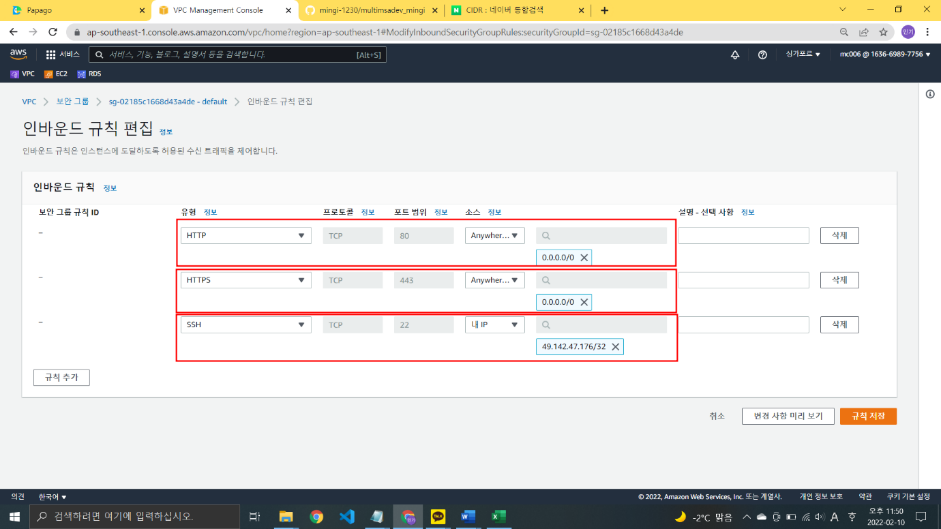 Papago
VPC Management Console
mingi-1230/multimsadev_mingi
CIDR : 네이버 통합검색
ap-southeast-1.console.aws.amazon.com/vpc/home?region=ap-southeast-1#ModifyInboundSecurityGroupRules:securityGroupId=sg-02185c1668d43a4de
민기
aws
서비스
서비스, 기능, 블로그, 설명서 등을 검색합니다.
[Alt+S]
싱가포르
mc006 @ 1636-6989-7756
VPC
EC2
RDS
VPC
보안 그룹
sg-02185c1668d43a4de - default
인바운드 규칙 편집
인바운드 규칙 편집 정보
인바운드 규칙은 인스턴스에 도달하도록 허용된 수신 트래픽을 제어합니다.
인바운드 규칙 정보
보안 그룹 규칙 ID
유형 정보
프로토콜 정보
포트 범위 정보
소스 정보
설명 - 선택 사항 정보
–
HTTP
TCP
80
Anywher...
삭제
0.0.0.0/0
–
HTTPS
TCP
443
Anywher...
삭제
0.0.0.0/0
–
SSH
TCP
22
내 IP
삭제
49.142.47.176/32
규칙 추가
취소
변경 사항 미리 보기
규칙 저장
의견
한국어
© 2022, Amazon Web Services, Inc. 또는 계열사.
개인 정보 보호
약관
쿠키 기본 설정
검색하려면 여기에 입력하십시오.
-2°C 맑음
A
오후 11:50
2022-02-10